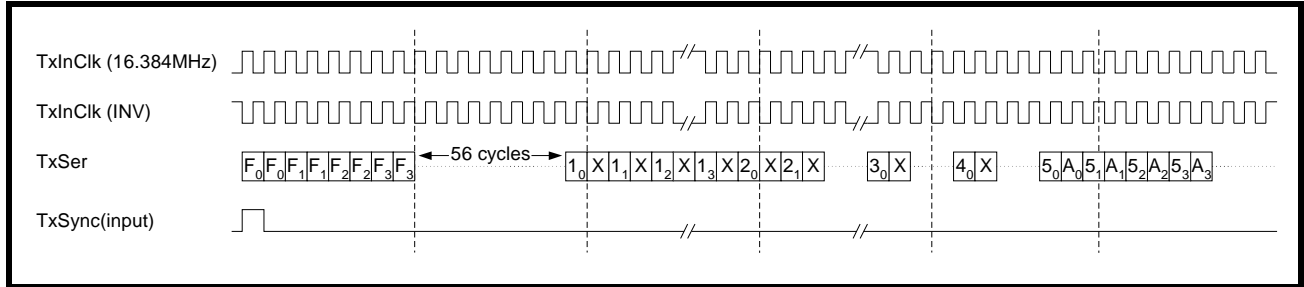 TxInClk (16.384MHz)
TxInClk (INV)
TxSer F₀ F₀ F₁ F₁ F₂ F₂ F₃ F₃ 56 cycles 1₀ X 1₁ X 1₂ X 1₃ X 2₀ X 2₁ X 3₀ X 4₀ X 5₀ A₀ 5₁ A₁ 5₂ A₂ 5₃ A₃
TxSync(input)